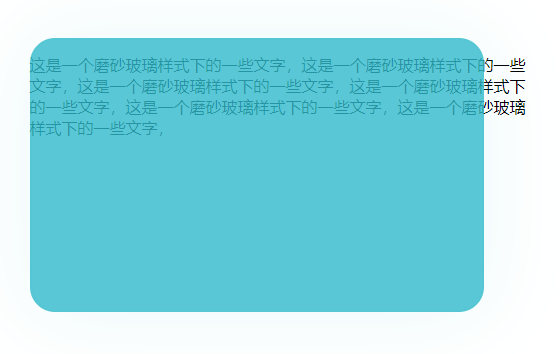 这是一个磨砂玻璃样式下的一些文字，这是一个磨砂玻璃样式下的一些
文字，这是一个磨砂玻璃样式下的一些文字，这是一个磨砂玻璃样式下
的一些文字，这是一个磨砂玻璃样式下的一些文字，这是一个磨砂玻璃
样式下的一些文字，